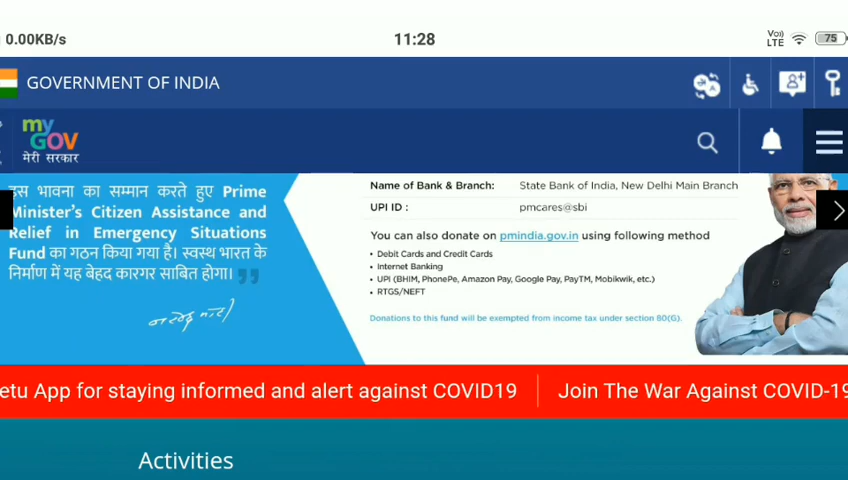 0.00KB/s
11:28
Vo))
LTE
75
GOVERNMENT OF INDIA
my
GOV
मेरी सरकार
इस भावना का सम्मान करते हुए Prime
Minister's Citizen Assistance and
Relief in Emergency Situations
Fund का गठन किया गया है। स्वस्थ भारत के
निर्माण में यह बेहद कारगर साबित होगा। ”
Name of Bank & Branch: State Bank of India, New Delhi Main Branch
UPI ID : pmcares@sbi
You can also donate on pmindia.gov.in using following method
• Debit Cards and Credit Cards
• Internet Banking
• UPI (BHIM, PhonePe, Amazon Pay, Google Pay, PayTM, Mobikwik, etc.)
• RTGS/NEFT
Donations to this fund will be exempted from income tax under section 80(G).
etu App for staying informed and alert against COVID19
Join The War Against COVID-19
Activities